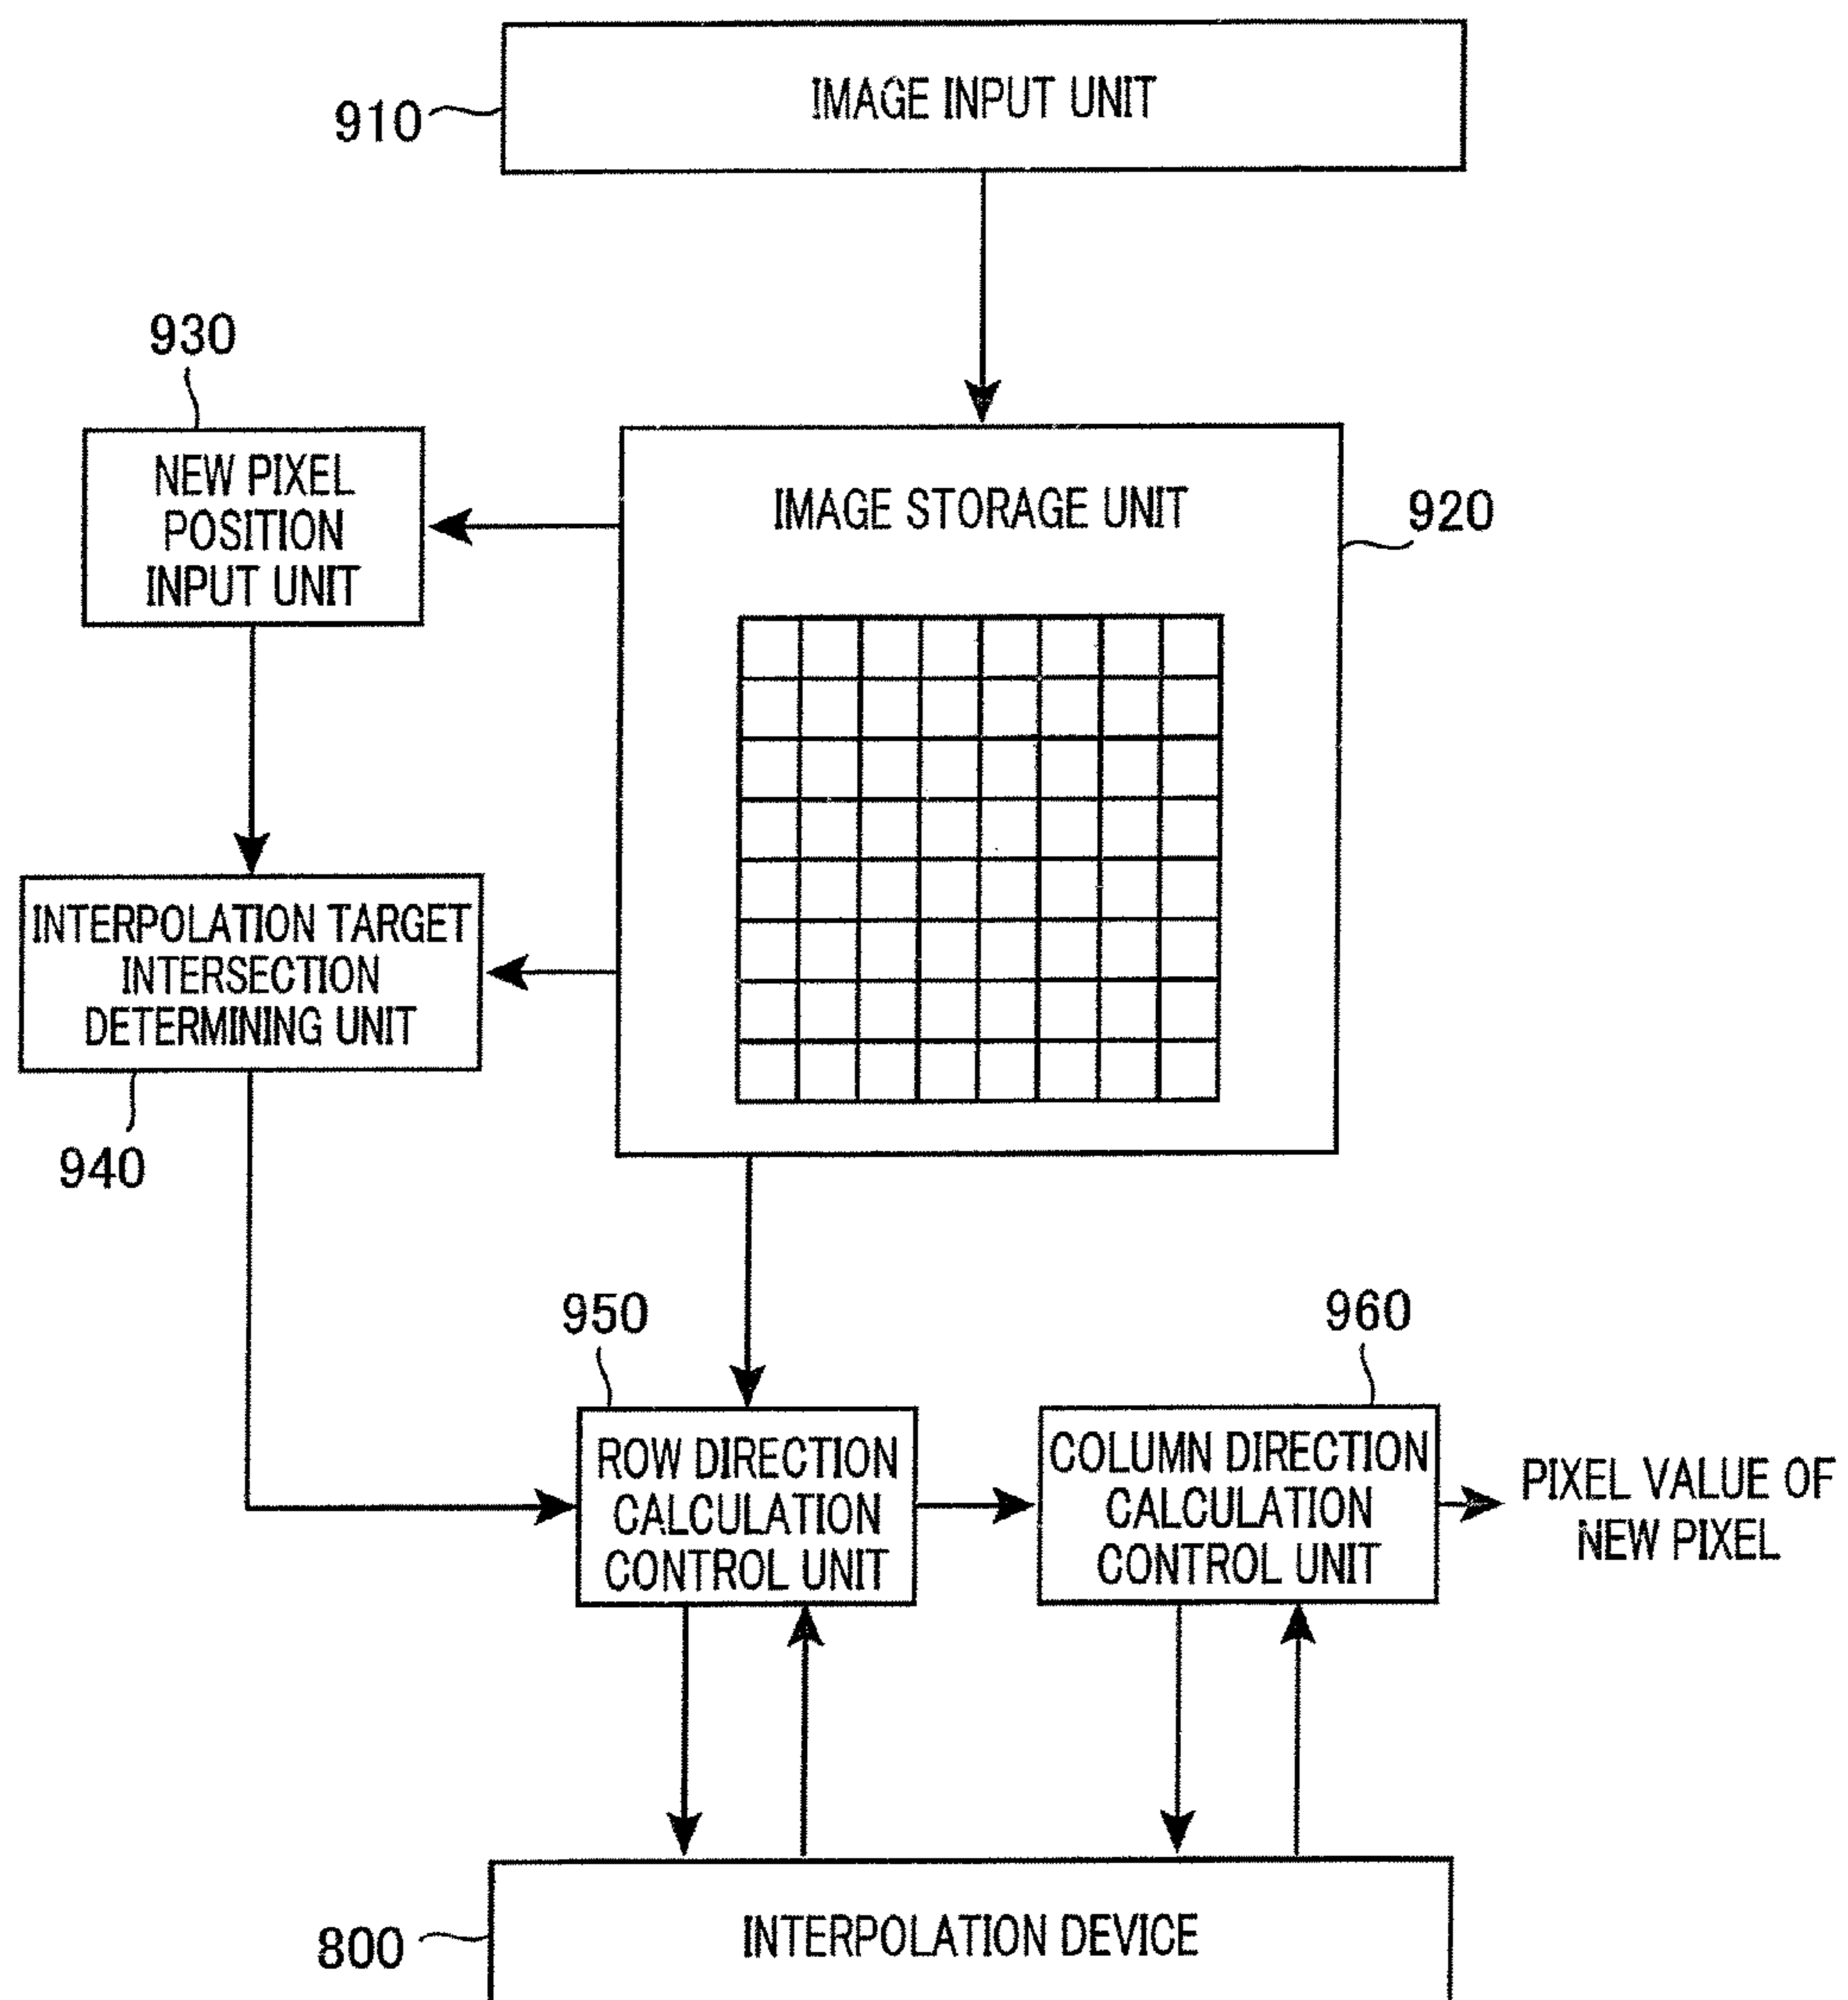 IMAGE INPUT UNIT
910
930
NEW PIXEL
POSITION
INPUT UNIT
IMAGE STORAGE UNIT
920
INTERPOLATION TARGET
INTERSECTION
DETERMINING UNIT
940
950
960
ROW DIRECTION
CALCULATION
CONTROL UNIT
COLUMN DIRECTION
CALCULATION
CONTROL UNIT
PIXEL VALUE OF
NEW PIXEL
800
INTERPOLATION DEVICE